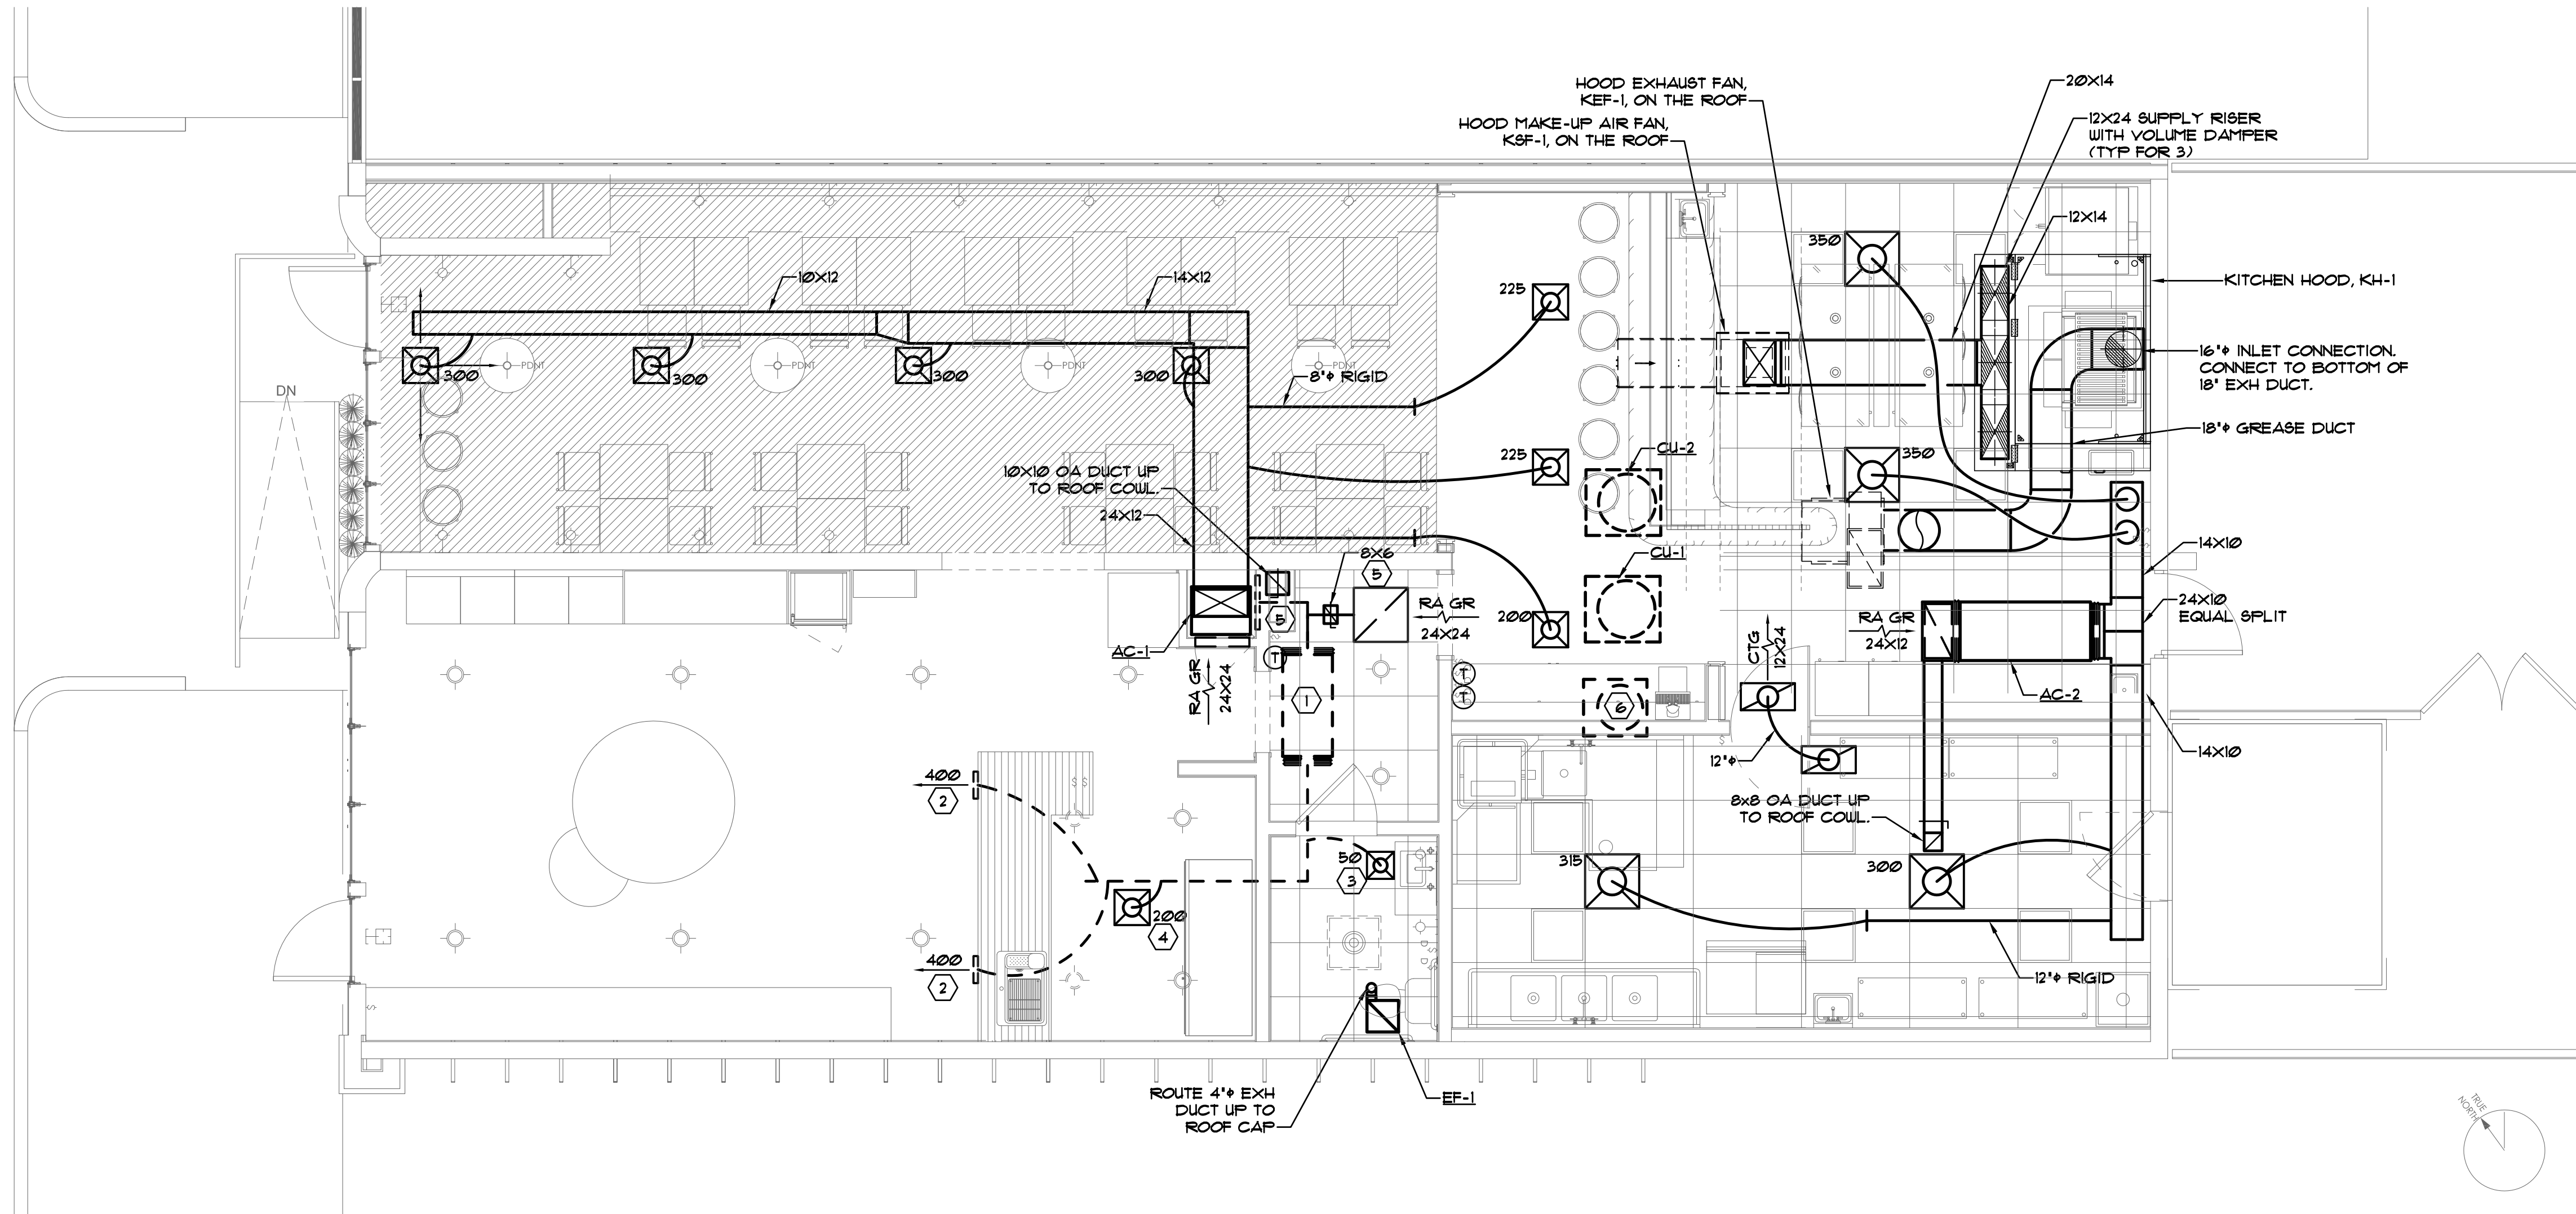 HOOD EXHAUST FAN,
KEF-1, ON THE ROOF
20X14
HOOD MAKE-UP AIR FAN,
KSF-1, ON THE ROOF
12X24 SUPPLY RISER
WITH VOLUME DAMPER
(TYP FOR 3)
12X14
350
10X12
14X12
KITCHEN HOOD, KH-1
225
16"ɸ INLET CONNECTION.
CONNECT TO BOTTOM OF
18" EXH DUCT.
300
PDNT
300
PDNT
300
PDNT
300
PDNT
8"ɸ RIGID
DN
18"ɸ GREASE DUCT
225
CU-2
350
10X10 OA DUCT UP
TO ROOF COWL.
24X12
8X6
5
CU-1
14X10
5
RA GR
24X24
200
RA GR
24X12
24X10
EQUAL SPLIT
AC-1
T
RA GR
24X24
CTG
12X24
T
T
1
6
AC-2
14X10
12"ɸ
400
2
$ $
8x8 OA DUCT UP
TO ROOF COWL.
50
3
315
300
200
4
400
2
12"ɸ RIGID
ROUTE 4"ɸ EXH
DUCT UP TO
ROOF CAP
EF-1
TRUE
NORTH